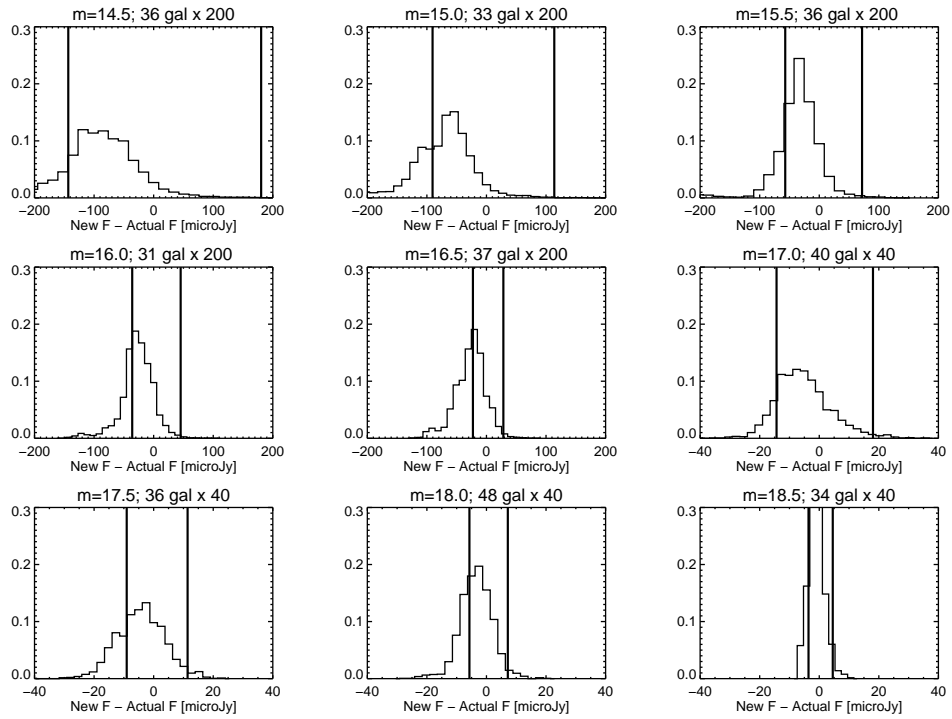 m=14.5; 36 gal x 200
m=15.0; 33 gal x 200
m=15.5; 36 gal x 200
0.3
0.2
0.1
0.0
−200 −100 0 100 200
New F − Actual F [microJy]
0.3
0.2
0.1
0.0
−200 −100 0 100 200
New F − Actual F [microJy]
0.3
0.2
0.1
0.0
−200 −100 0 100 200
New F − Actual F [microJy]
m=16.0; 31 gal x 200
m=16.5; 37 gal x 200
m=17.0; 40 gal x 40
0.3
0.2
0.1
0.0
−200 −100 0 100 200
New F − Actual F [microJy]
0.3
0.2
0.1
0.0
−200 −100 0 100 200
New F − Actual F [microJy]
0.3
0.2
0.1
0.0
−40 −20 0 20 40
New F − Actual F [microJy]
m=17.5; 36 gal x 40
m=18.0; 48 gal x 40
m=18.5; 34 gal x 40
0.3
0.2
0.1
0.0
−40 −20 0 20 40
New F − Actual F [microJy]
0.3
0.2
0.1
0.0
−40 −20 0 20 40
New F − Actual F [microJy]
0.3
0.2
0.1
0.0
−40 −20 0 20 40
New F − Actual F [microJy]